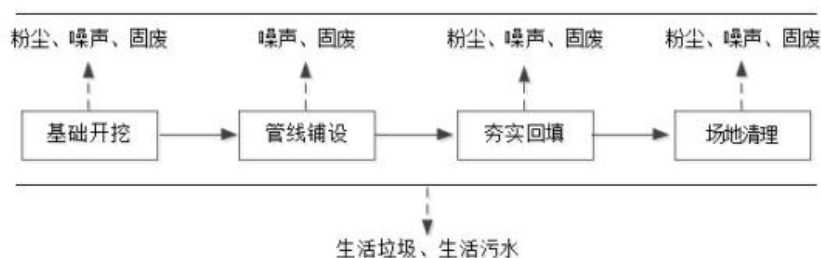 粉尘、噪声、固废 噪声、固废 粉尘、噪声、固废 粉尘、噪声、固废
基础开挖 管线铺设 夯实回填 场地清理
生活垃圾、生活污水